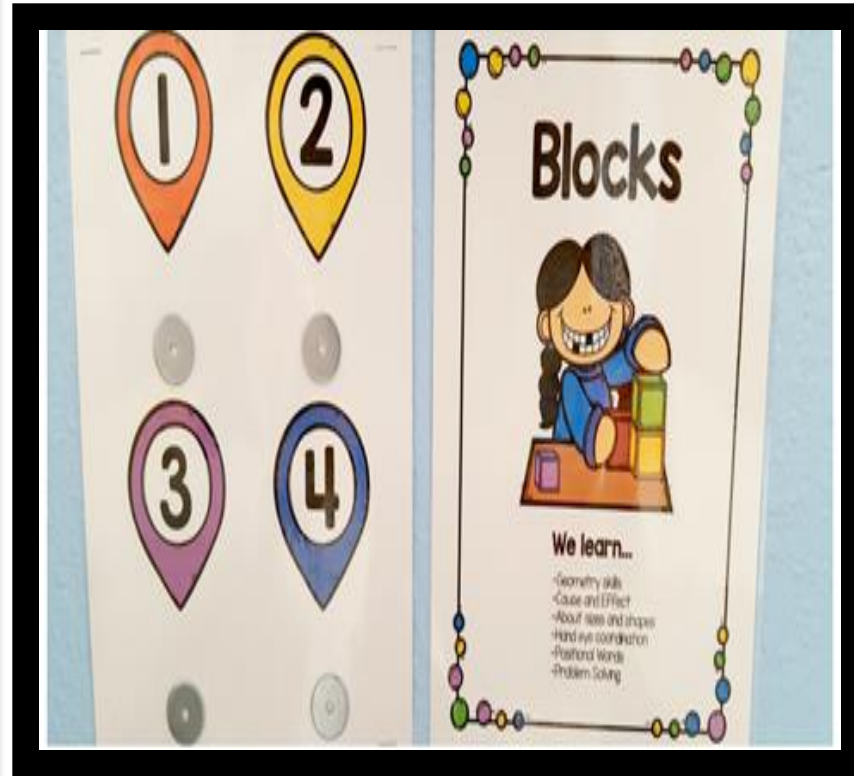 1
2
3
4
Blocks
We learn...
-Geometry skills
-Cause and Effect
-About sizes and shapes
-Hand eye coordination
-Positional Words
-Problem Solving